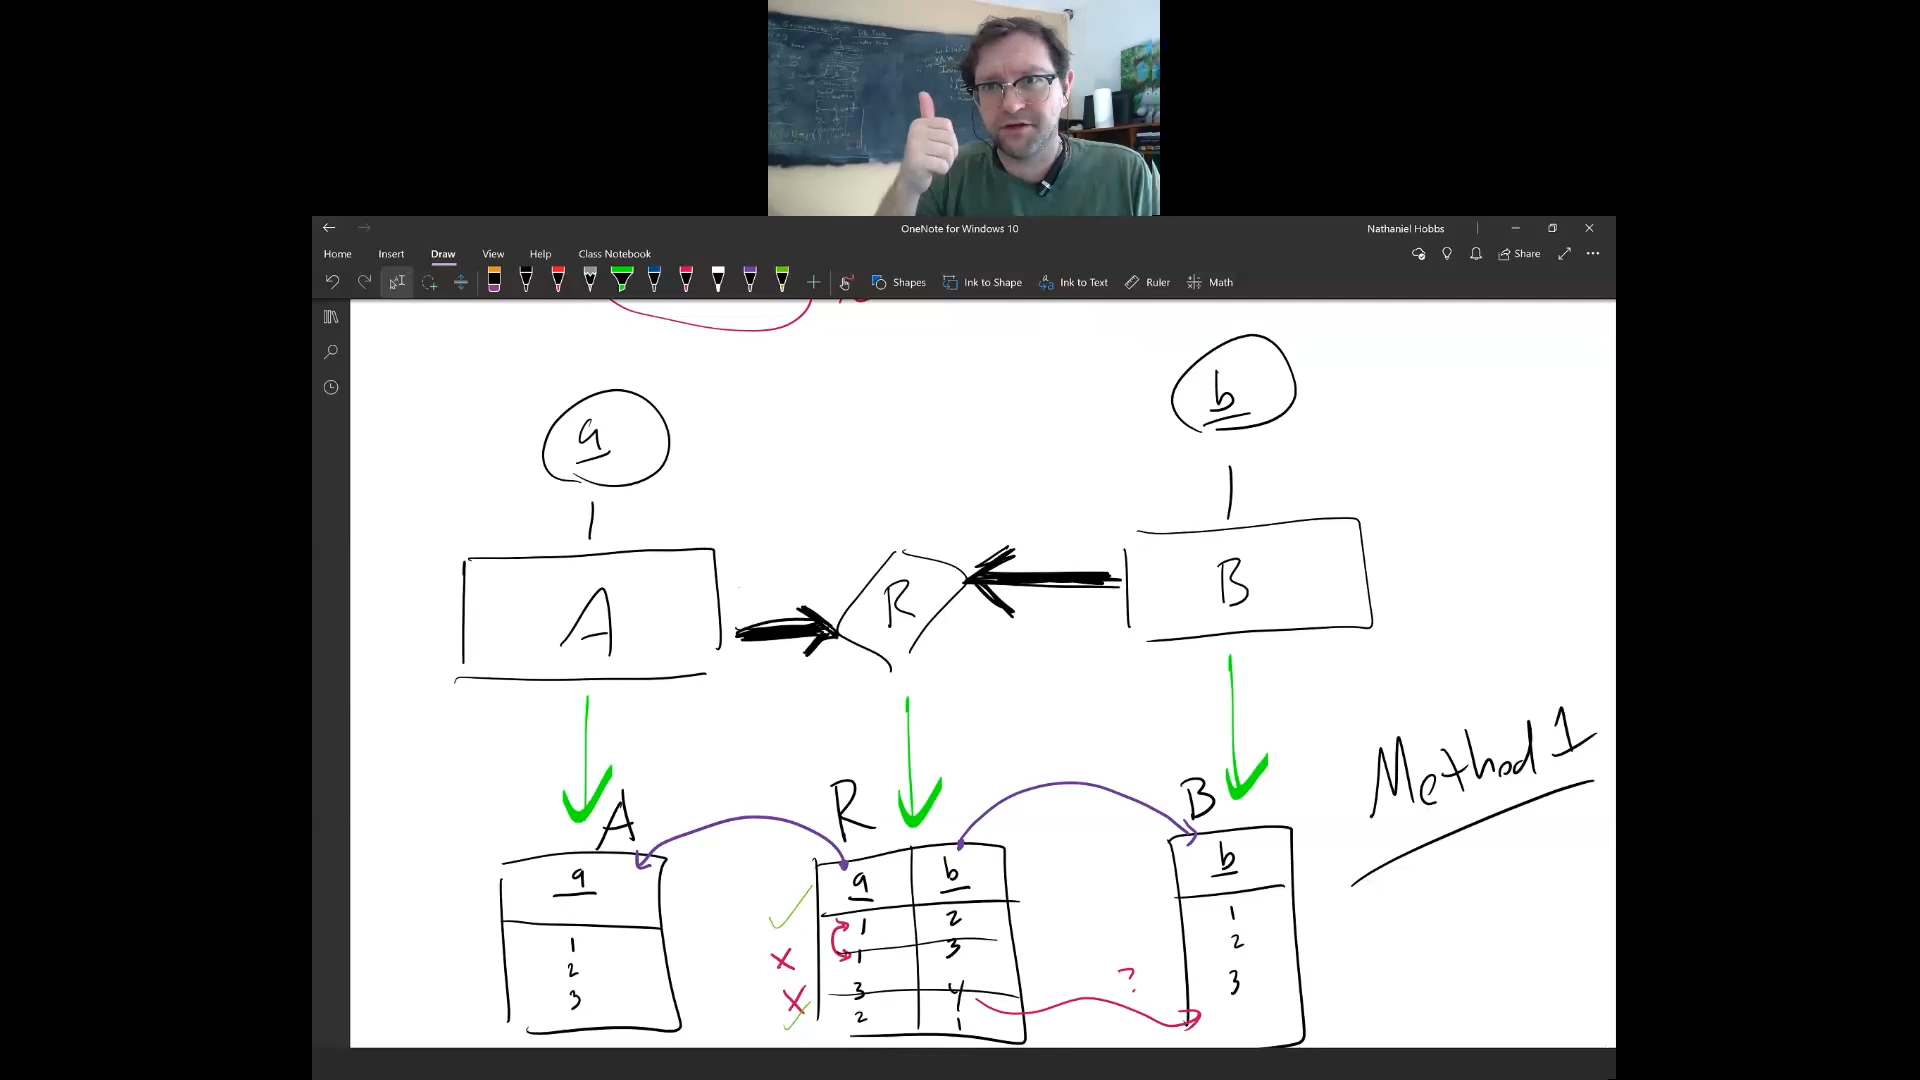 OneNote for Windows 10
Nathaniel Hobbs
Home Insert Draw View Help Class Notebook
Share
Shapes Ink to Shape Ink to Text Ruler Math
a
b
A
R
B
Method 1
A
R
B
a
a b
b
1
2
3
1 2
1 3
3 4
2 1
1
2
3
?